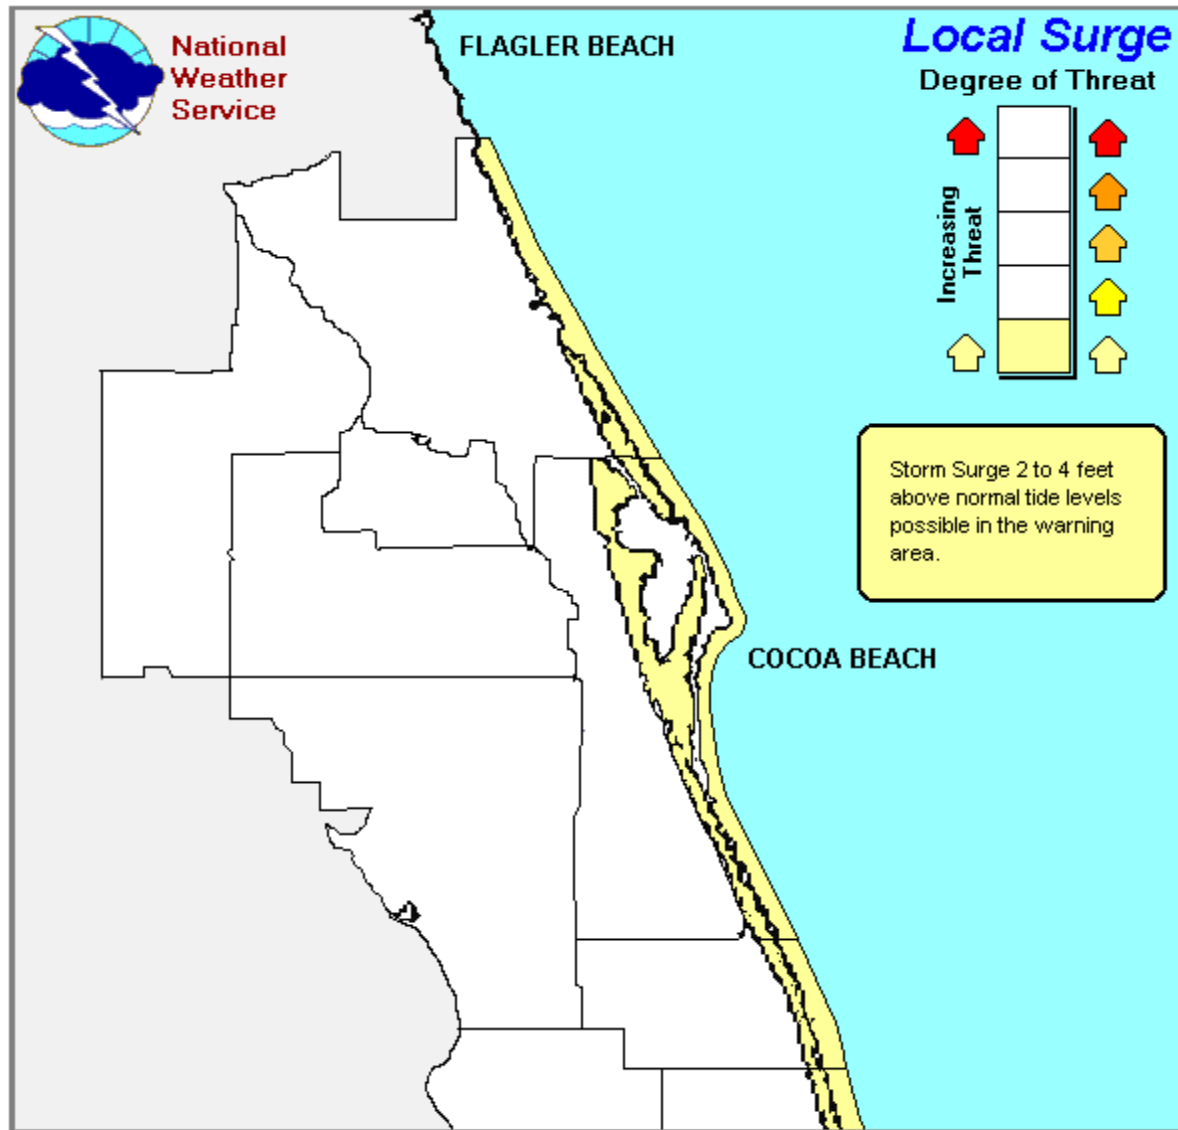 National
Weather
Service
FLAGLER BEACH
Local Surge
Degree of Threat
Increasing
Threat
Storm Surge 2 to 4 feet
above normal tide levels
possible in the warning
area.
COCOA BEACH